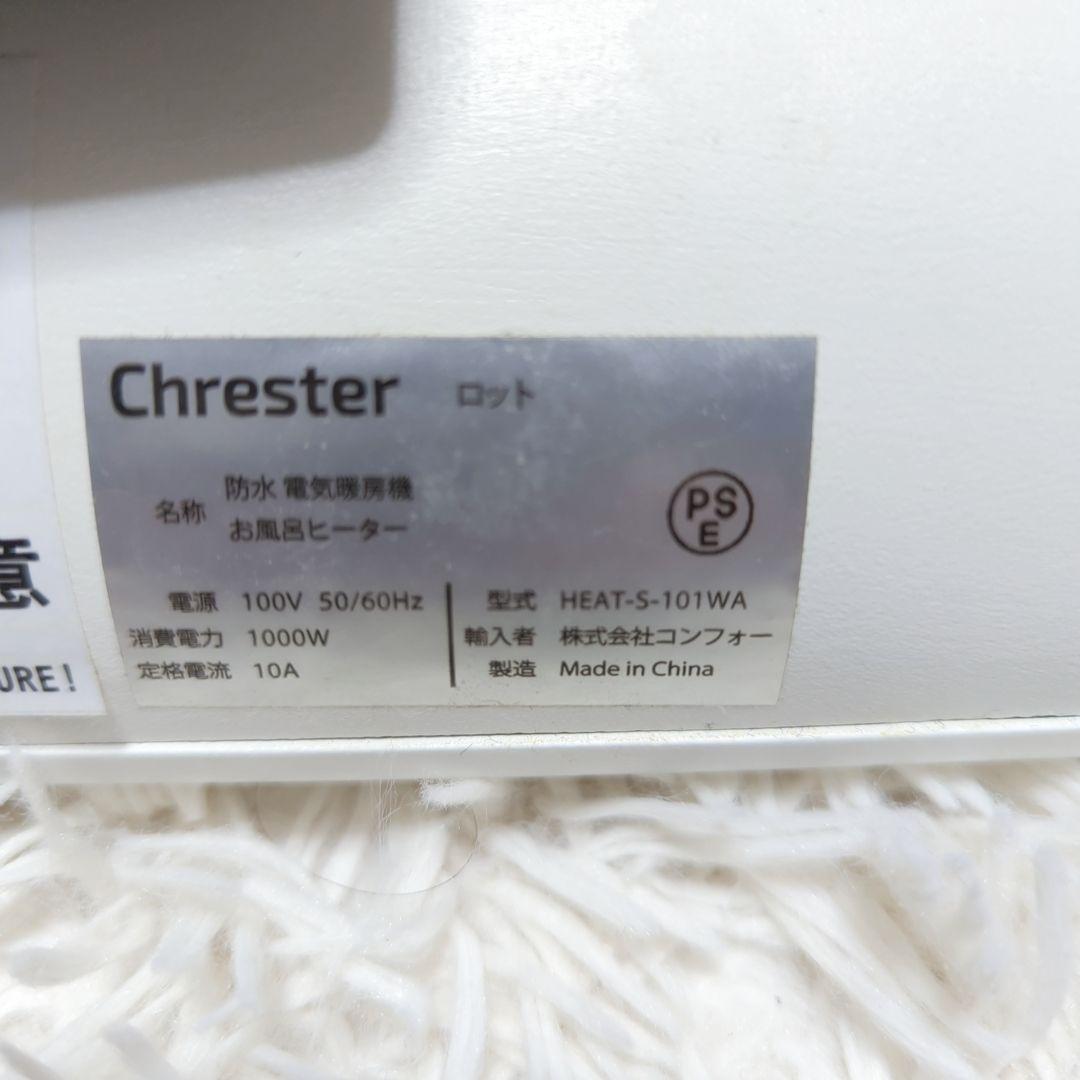 Chrester ロット
名称 防水 電気暖房機
お風呂ヒーター
PS
E
電源 100V 50/60Hz
消費電力 1000W
定格電流 10A
型式 HEAT-S-101WA
輸入者 株式会社コンフォー
製造 Made in China
意
URE!